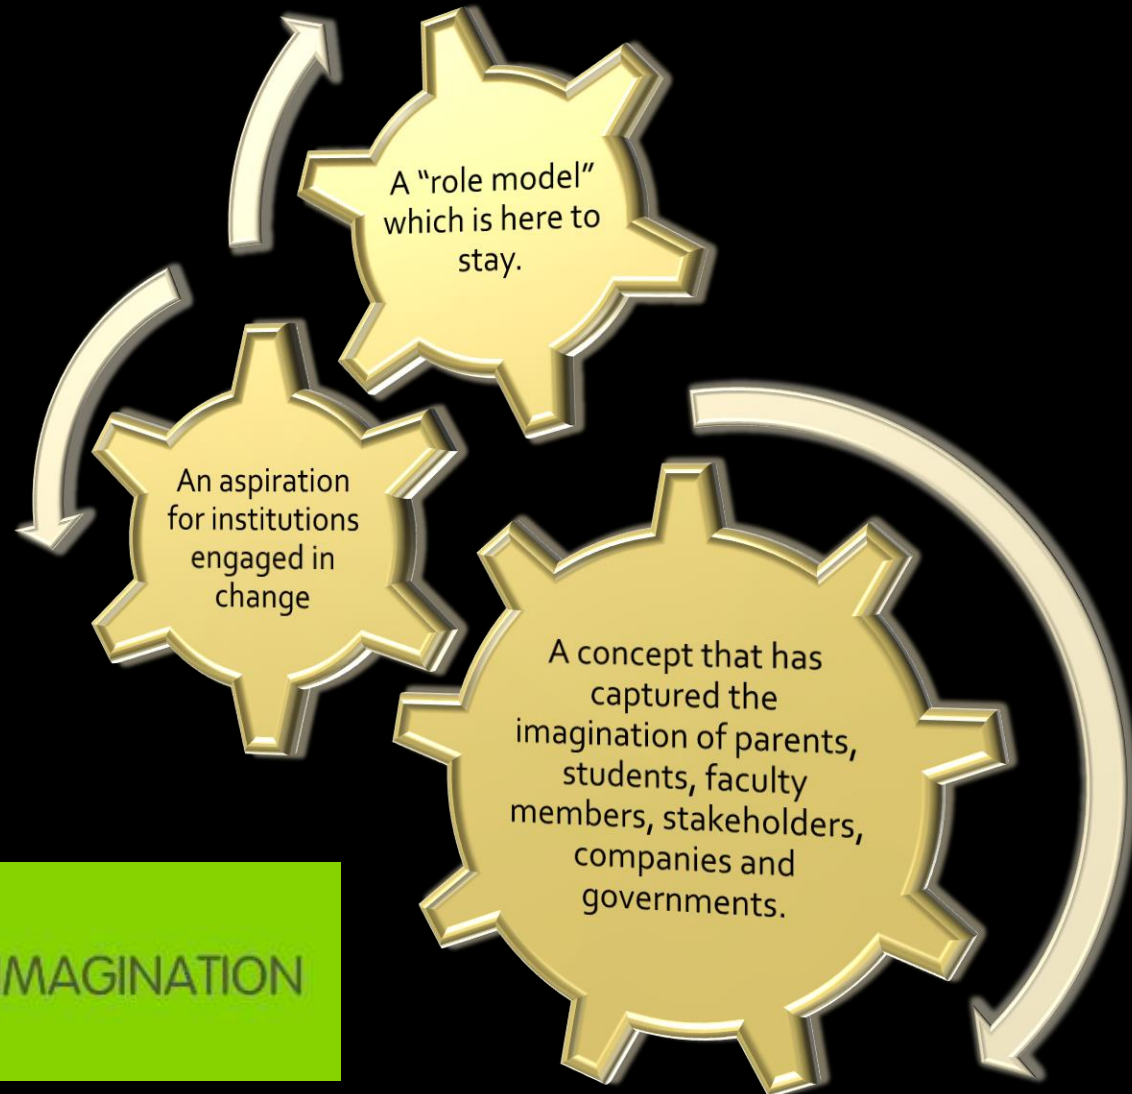 A “role model”
which is here to
stay.
An aspiration
for institutions
engaged in
change
A concept that has
captured the
imagination of parents,
students, faculty
members, stakeholders,
companies and
governments.
MAGINATION